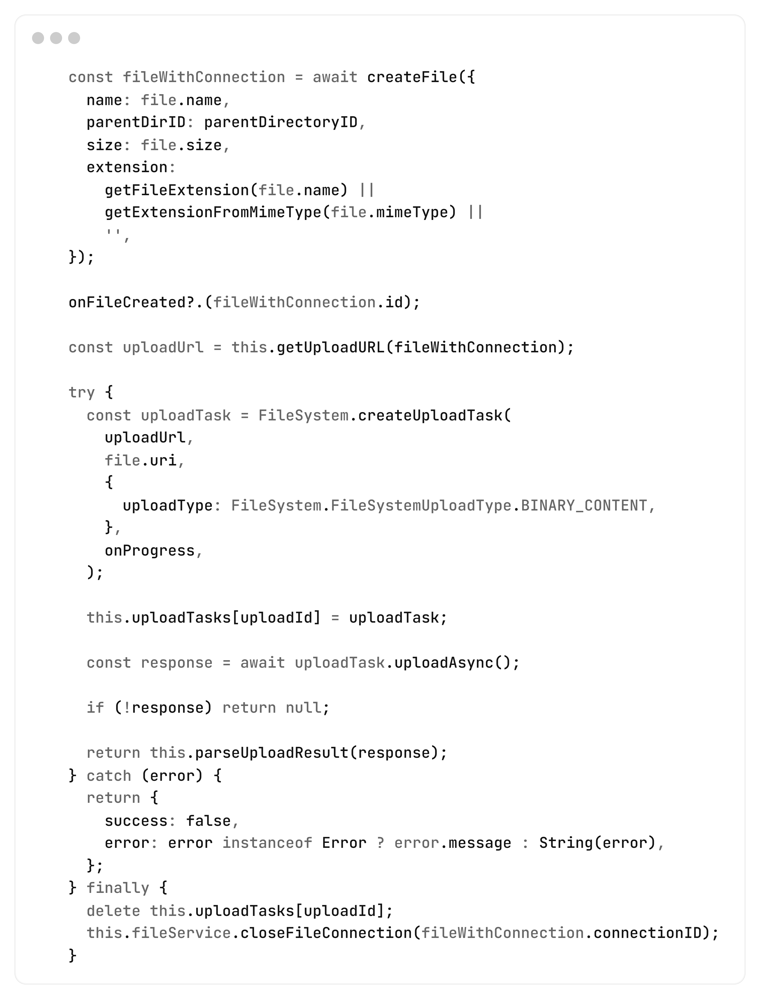 const fileWithConnection = await createFile({
  name: file.name,
  parentDirID: parentDirectoryID,
  size: file.size,
  extension:
    getFileExtension(file.name) ||
    getExtensionFromMimeType(file.mimeType) ||
    '',
});

onFileCreated?.(fileWithConnection.id);

const uploadUrl = this.getUploadURL(fileWithConnection);

try {
  const uploadTask = FileSystem.createUploadTask(
    uploadUrl,
    file.uri,
    {
      uploadType: FileSystem.FileSystemUploadType.BINARY_CONTENT,
    },
    onProgress,
  );

  this.uploadTasks[uploadId] = uploadTask;

  const response = await uploadTask.uploadAsync();

  if (!response) return null;

  return this.parseUploadResult(response);
} catch (error) {
  return {
    success: false,
    error: error instanceof Error ? error.message : String(error),
  };
} finally {
  delete this.uploadTasks[uploadId];
  this.fileService.closeFileConnection(fileWithConnection.connectionID);
}